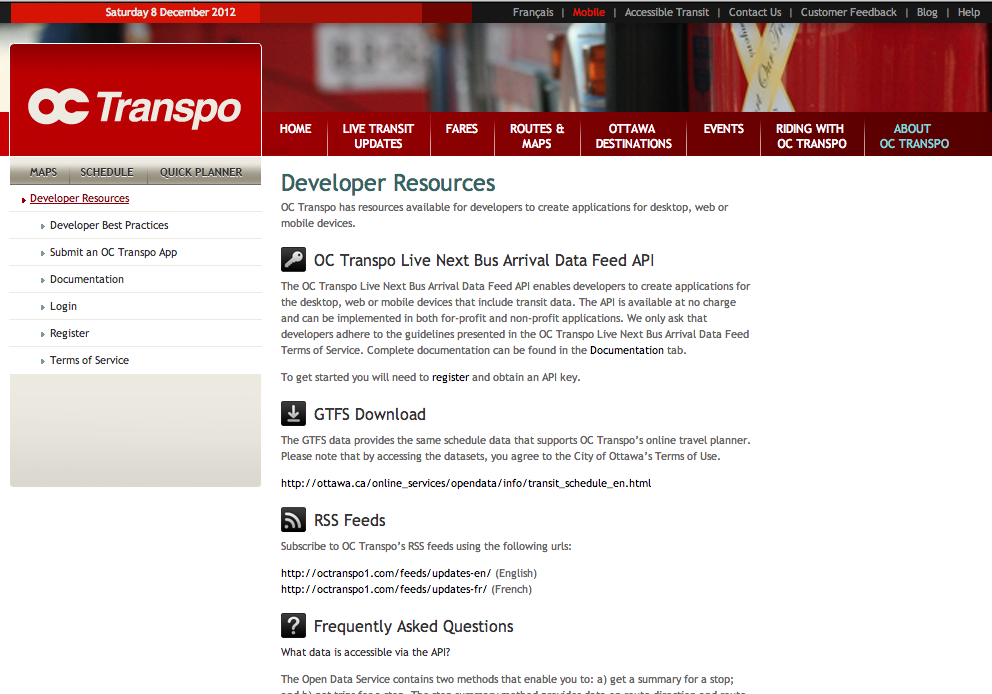 Saturday 8 December 2012
Français | Mobile | Accessible Transit | Contact Us | Customer Feedback | Blog | Help
OC Transpo
HOME
LIVE TRANSIT
UPDATES
FARES
ROUTES &
MAPS
OTTAWA
DESTINATIONS
EVENTS
RIDING WITH
OC TRANSPO
ABOUT
OC TRANSPO
MAPS
SCHEDULE
QUICK PLANNER
Developer Resources
Developer Best Practices
Submit an OC Transpo App
Documentation
Login
Register
Terms of Service
Developer Resources
OC Transpo has resources available for developers to create applications for desktop, web or
mobile devices.
OC Transpo Live Next Bus Arrival Data Feed API
The OC Transpo Live Next Bus Arrival Data Feed API enables developers to create applications for
the desktop, web or mobile devices that include transit data. The API is available at no charge
and can be implemented in both for-profit and non-profit applications. We only ask that
developers adhere to the guidelines presented in the OC Transpo Live Next Bus Arrival Data Feed
Terms of Service. Complete documentation can be found in the Documentation tab.
To get started you will need to register and obtain an API key.
GTFS Download
The GTFS data provides the same schedule data that supports OC Transpo's online travel planner.
Please note that by accessing the datasets, you agree to the City of Ottawa's Terms of Use.
http://ottawa.ca/online_services/opendata/info/transit_schedule_en.html
RSS Feeds
Subscribe to OC Transpo's RSS feeds using the following urls:
http://octranspo1.com/feeds/updates-en/ (English)
http://octranspo1.com/feeds/updates-fr/ (French)
? Frequently Asked Questions
What data is accessible via the API?
The Open Data Service contains two methods that enable you to: a) get a summary for a stop;